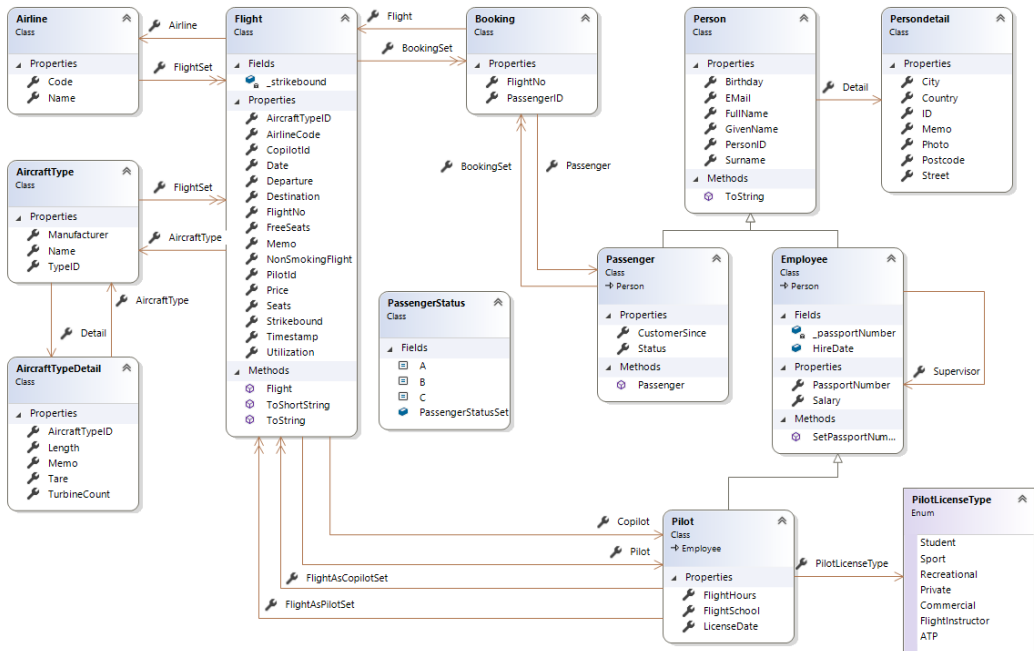 Airline
Class
Properties
Code
Name
Airline
FlightSet
Flight
Class
Fields
_strikebound
Properties
AircraftTypeID
AirlineCode
CopilotId
Date
Departure
Destination
FlightNo
FreeSeats
Memo
NonSmokingFlight
PilotId
Price
Seats
Strikebound
Timestamp
Utilization
Methods
Flight
ToShortString
ToString
Flight
BookingSet
Booking
Class
Properties
FlightNo
PassengerID
BookingSet
Passenger
Person
Class
Properties
Birthday
EMail
FullName
GivenName
PersonID
Surname
Methods
ToString
Detail
Persondetail
Class
Properties
City
Country
ID
Memo
Photo
Postcode
Street
AircraftType
Class
Properties
Manufacturer
Name
TypeID
FlightSet
AircraftType
AircraftType
Detail
AircraftTypeDetail
Class
Properties
AircraftTypeID
Length
Memo
Tare
TurbineCount
PassengerStatus
Class
Fields
A
B
C
PassengerStatusSet
Passenger
Class
Person
Properties
CustomerSince
Status
Methods
Passenger
Employee
Class
Person
Fields
_passportNumber
HireDate
Properties
PassportNumber
Salary
Methods
SetPassportNum...
Supervisor
Copilot
Pilot
FlightAsCopilotSet
FlightAsPilotSet
Pilot
Class
Employee
Properties
FlightHours
FlightSchool
LicenseDate
PilotLicenseType
PilotLicenseType
Enum
Student
Sport
Recreational
Private
Commercial
FlightInstructor
ATP